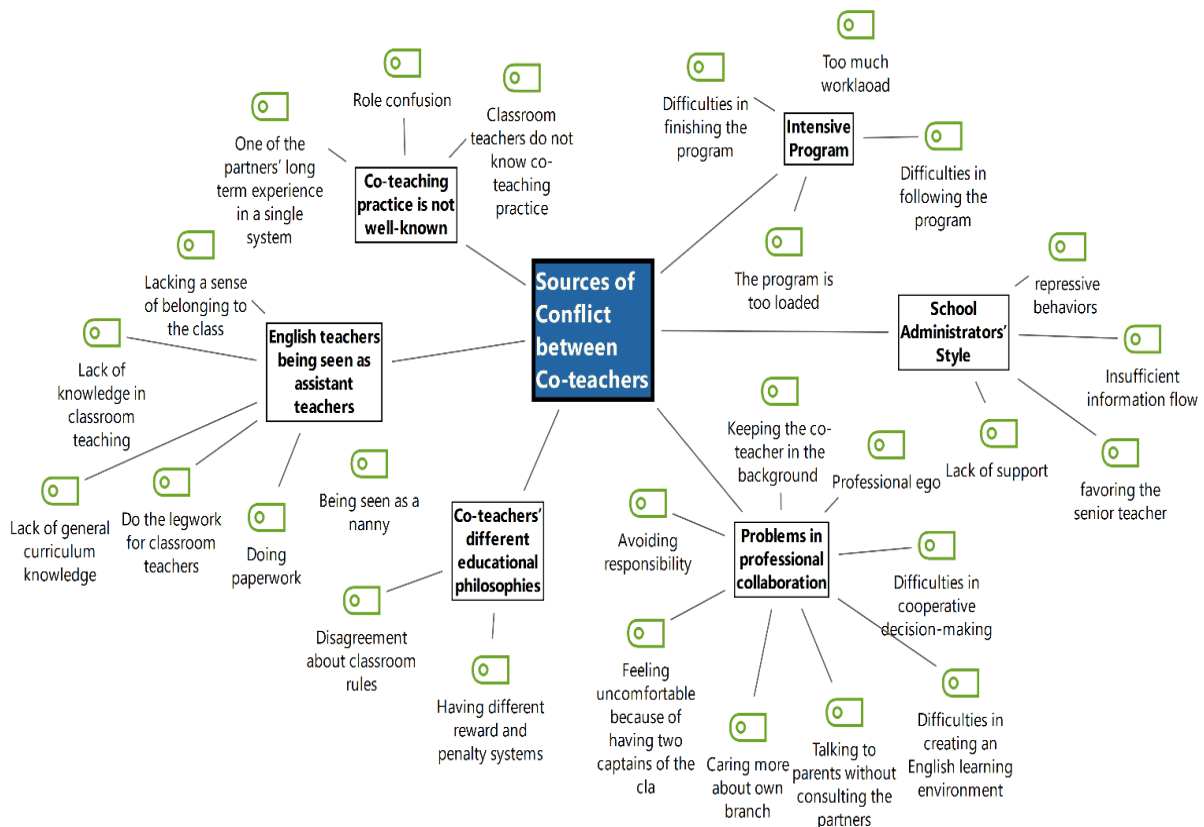 Role confusion
One of the
partners’ long
term experience
in a single
system
Classroom
teachers do not
know co-
teaching
practice
Co-teaching
practice is not
well-known
Too much
worklaoad
Difficulties in
finishing the
program
Intensive
Program
Difficulties in
following the
program
The program is
too loaded
Sources of
Conflict
between
Co-teachers
Lacking a sense
of belonging to
the class
English teachers
being seen as
assistant
teachers
Lack of
knowledge in
classroom
teaching
Lack of general
curriculum
knowledge
Do the legwork
for classroom
teachers
Doing
paperwork
Being seen as a
nanny
repressive
behaviors
School
Administrators’
Style
Insufficient
information flow
Lack of support
favoring the
senior teacher
Co-teachers’
different
educational
philosophies
Disagreement
about classroom
rules
Having different
reward and
penalty systems
Keeping the co-
teacher in the
background
Professional ego
Avoiding
responsibility
Problems in
professional
collaboration
Difficulties in
cooperative
decision-making
Feeling
uncomfortable
because of
having two
captains of the
cla
Caring more
about own
branch
Talking to
parents without
consulting the
partners
Difficulties in
creating an
English learning
environment